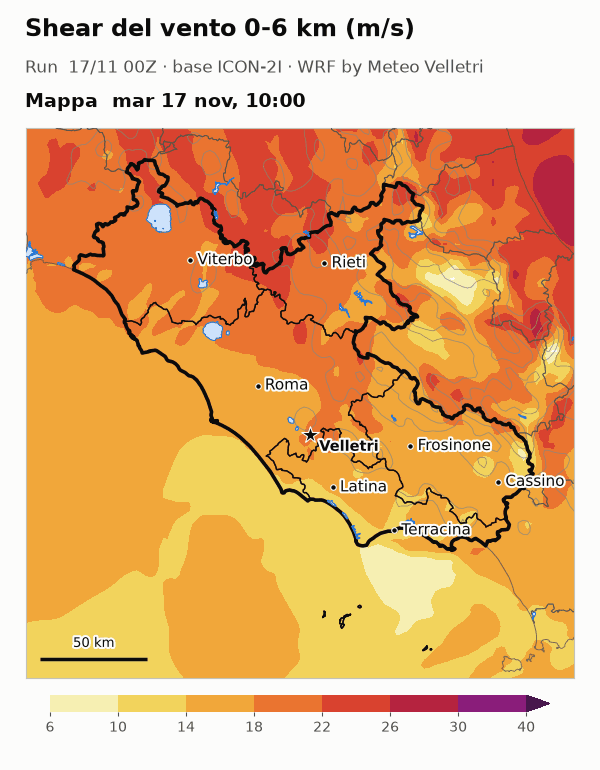 Shear del vento 0-6 km (m/s)
Run  17/11 00Z · base ICON-2I · WRF by Meteo Velletri
Mappa  mar 17 nov, 10:00
Viterbo
Rieti
Roma
Velletri
Frosinone
Cassino
Latina
Terracina
50 km
6 10 14 18 22 26 30 40